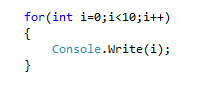 for(int i=0;i<10;i++)
{
    Console.Write(i);
}